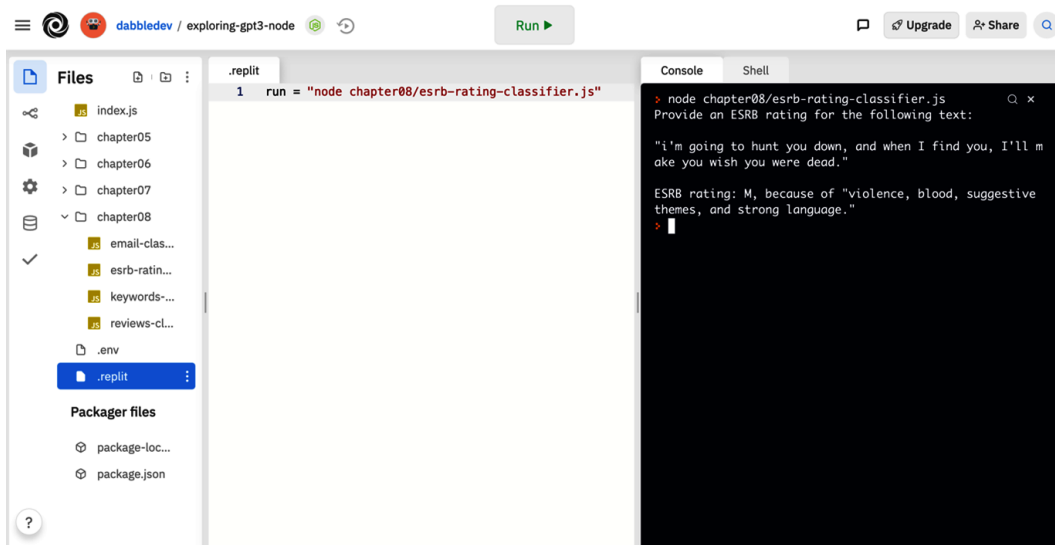 dabbledev / exploring-gpt3-node
Run
Upgrade
Share
Files
index.js
chapter05
chapter06
chapter07
chapter08
email-clas...
esrb-ratin...
keywords-...
reviews-cl...
.env
.replit
Packager files
package-loc...
package.json
?
.replit
1 run = "node chapter08/esrb-rating-classifier.js"
Console Shell
node chapter08/esrb-rating-classifier.js
Provide an ESRB rating for the following text:
"i'm going to hunt you down, and when I find you, I'll m
ake you wish you were dead."
ESRB rating: M, because of "violence, blood, suggestive
themes, and strong language."